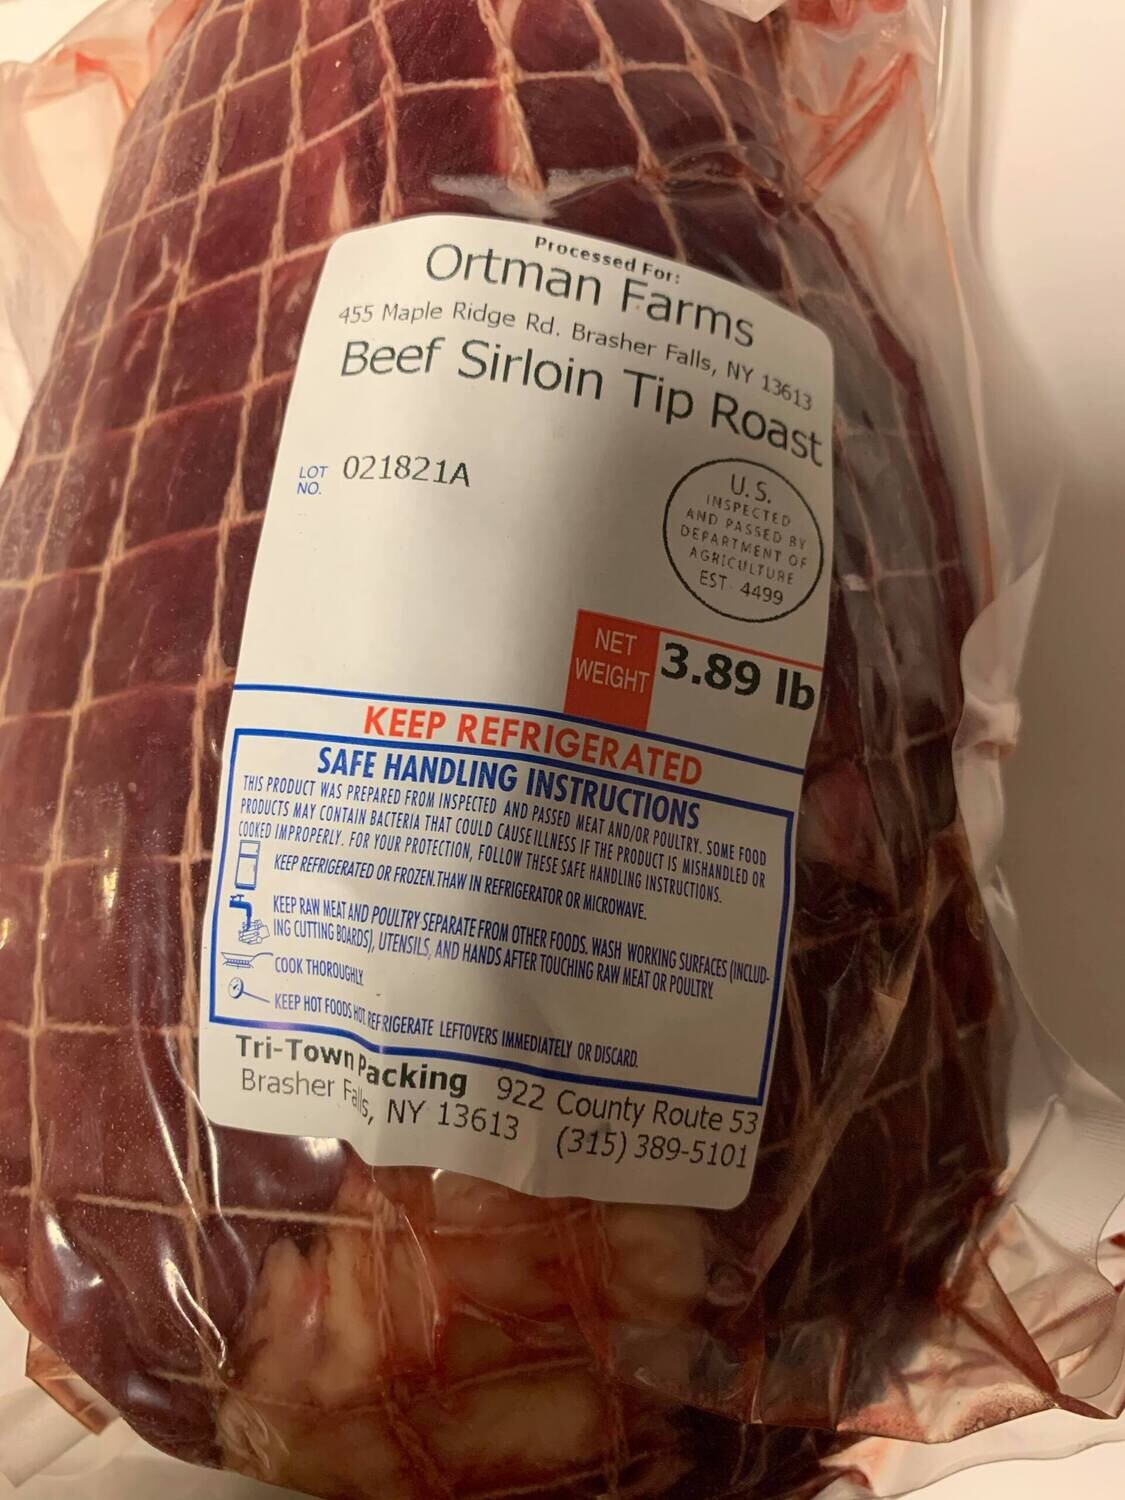 Processed For:
Ortman Farms
455 Maple Ridge Rd. Brasher Falls, NY 13613
Beef Sirloin Tip Roast
LOT NO. 021821A
U.S.
INSPECTED
AND PASSED BY
DEPARTMENT OF
AGRICULTURE
EST. 4499
NET
WEIGHT
3.89 lb
KEEP REFRIGERATED
SAFE HANDLING INSTRUCTIONS
THIS PRODUCT WAS PREPARED FROM INSPECTED AND PASSED MEAT AND/OR POULTRY. SOME FOOD
PRODUCTS MAY CONTAIN BACTERIA THAT COULD CAUSE ILLNESS IF THE PRODUCT IS MISHANDLED OR
COOKED IMPROPERLY. FOR YOUR PROTECTION, FOLLOW THESE SAFE HANDLING INSTRUCTIONS.
KEEP REFRIGERATED OR FROZEN. THAW IN REFRIGERATOR OR MICROWAVE.
KEEP RAW MEAT AND POULTRY SEPARATE FROM OTHER FOODS. WASH WORKING SURFACES (INCLUD-
ING CUTTING BOARDS), UTENSILS, AND HANDS AFTER TOUCHING RAW MEAT OR POULTRY.
COOK THOROUGHLY.
KEEP HOT FOODS HOT. REFRIGERATE LEFTOVERS IMMEDIATELY OR DISCARD.
Tri-Town Packing 922 County Route 53
Brasher Falls, NY 13613 (315) 389-5101